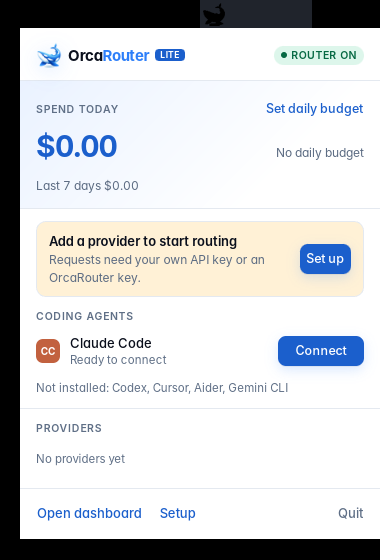 OrcaRouter LITE
ROUTER ON
SPEND TODAY
Set daily budget
$0.00
No daily budget
Last 7 days $0.00
Add a provider to start routing
Requests need your own API key or an
OrcaRouter key.
Set up
CODING AGENTS
CC
Claude Code
Ready to connect
Connect
Not installed: Codex, Cursor, Aider, Gemini CLI
PROVIDERS
No providers yet
Open dashboard
Setup
Quit